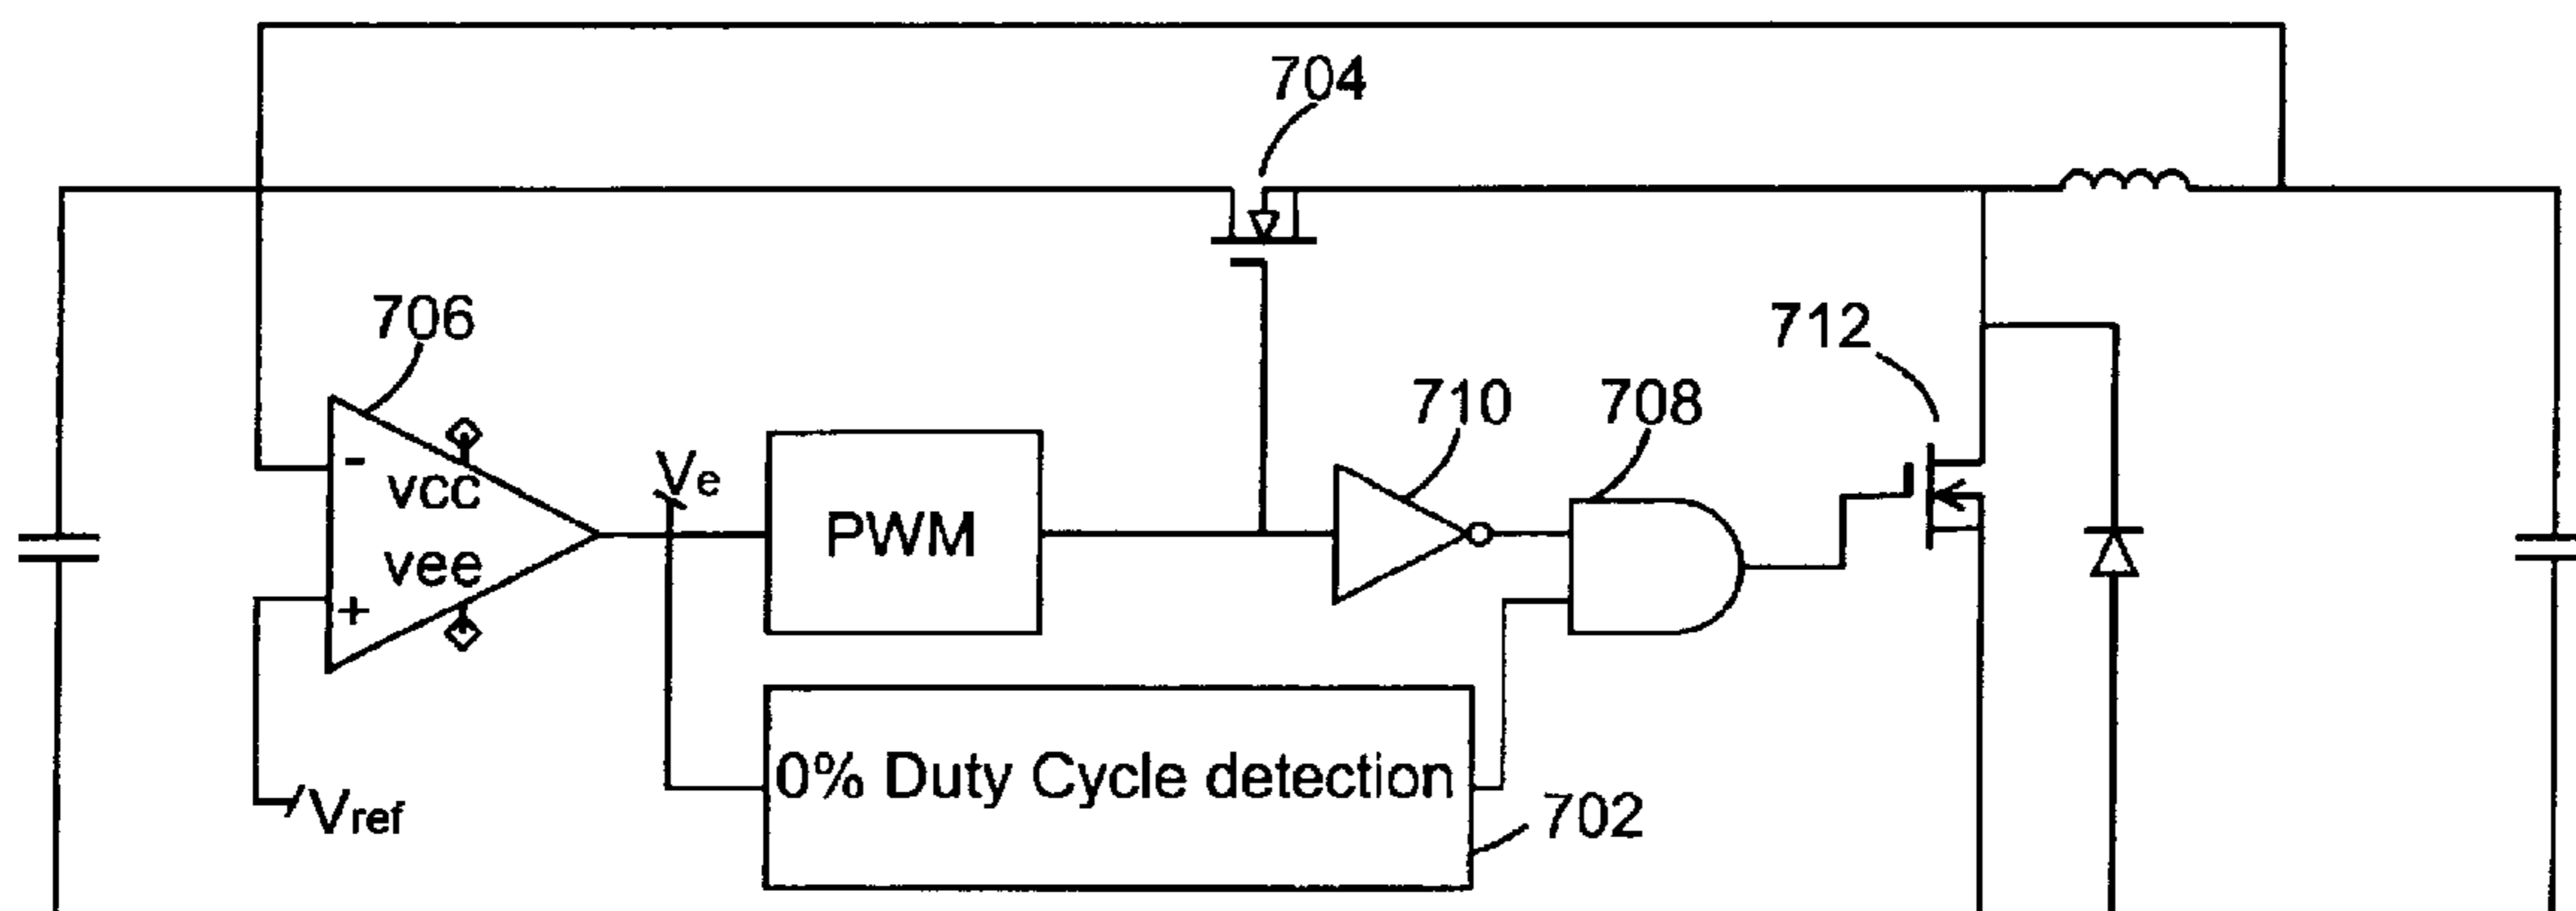 704
706
712
710
708
-
vcc
Ve
PWM
vee
+
0% Duty Cycle detection
Vref
702